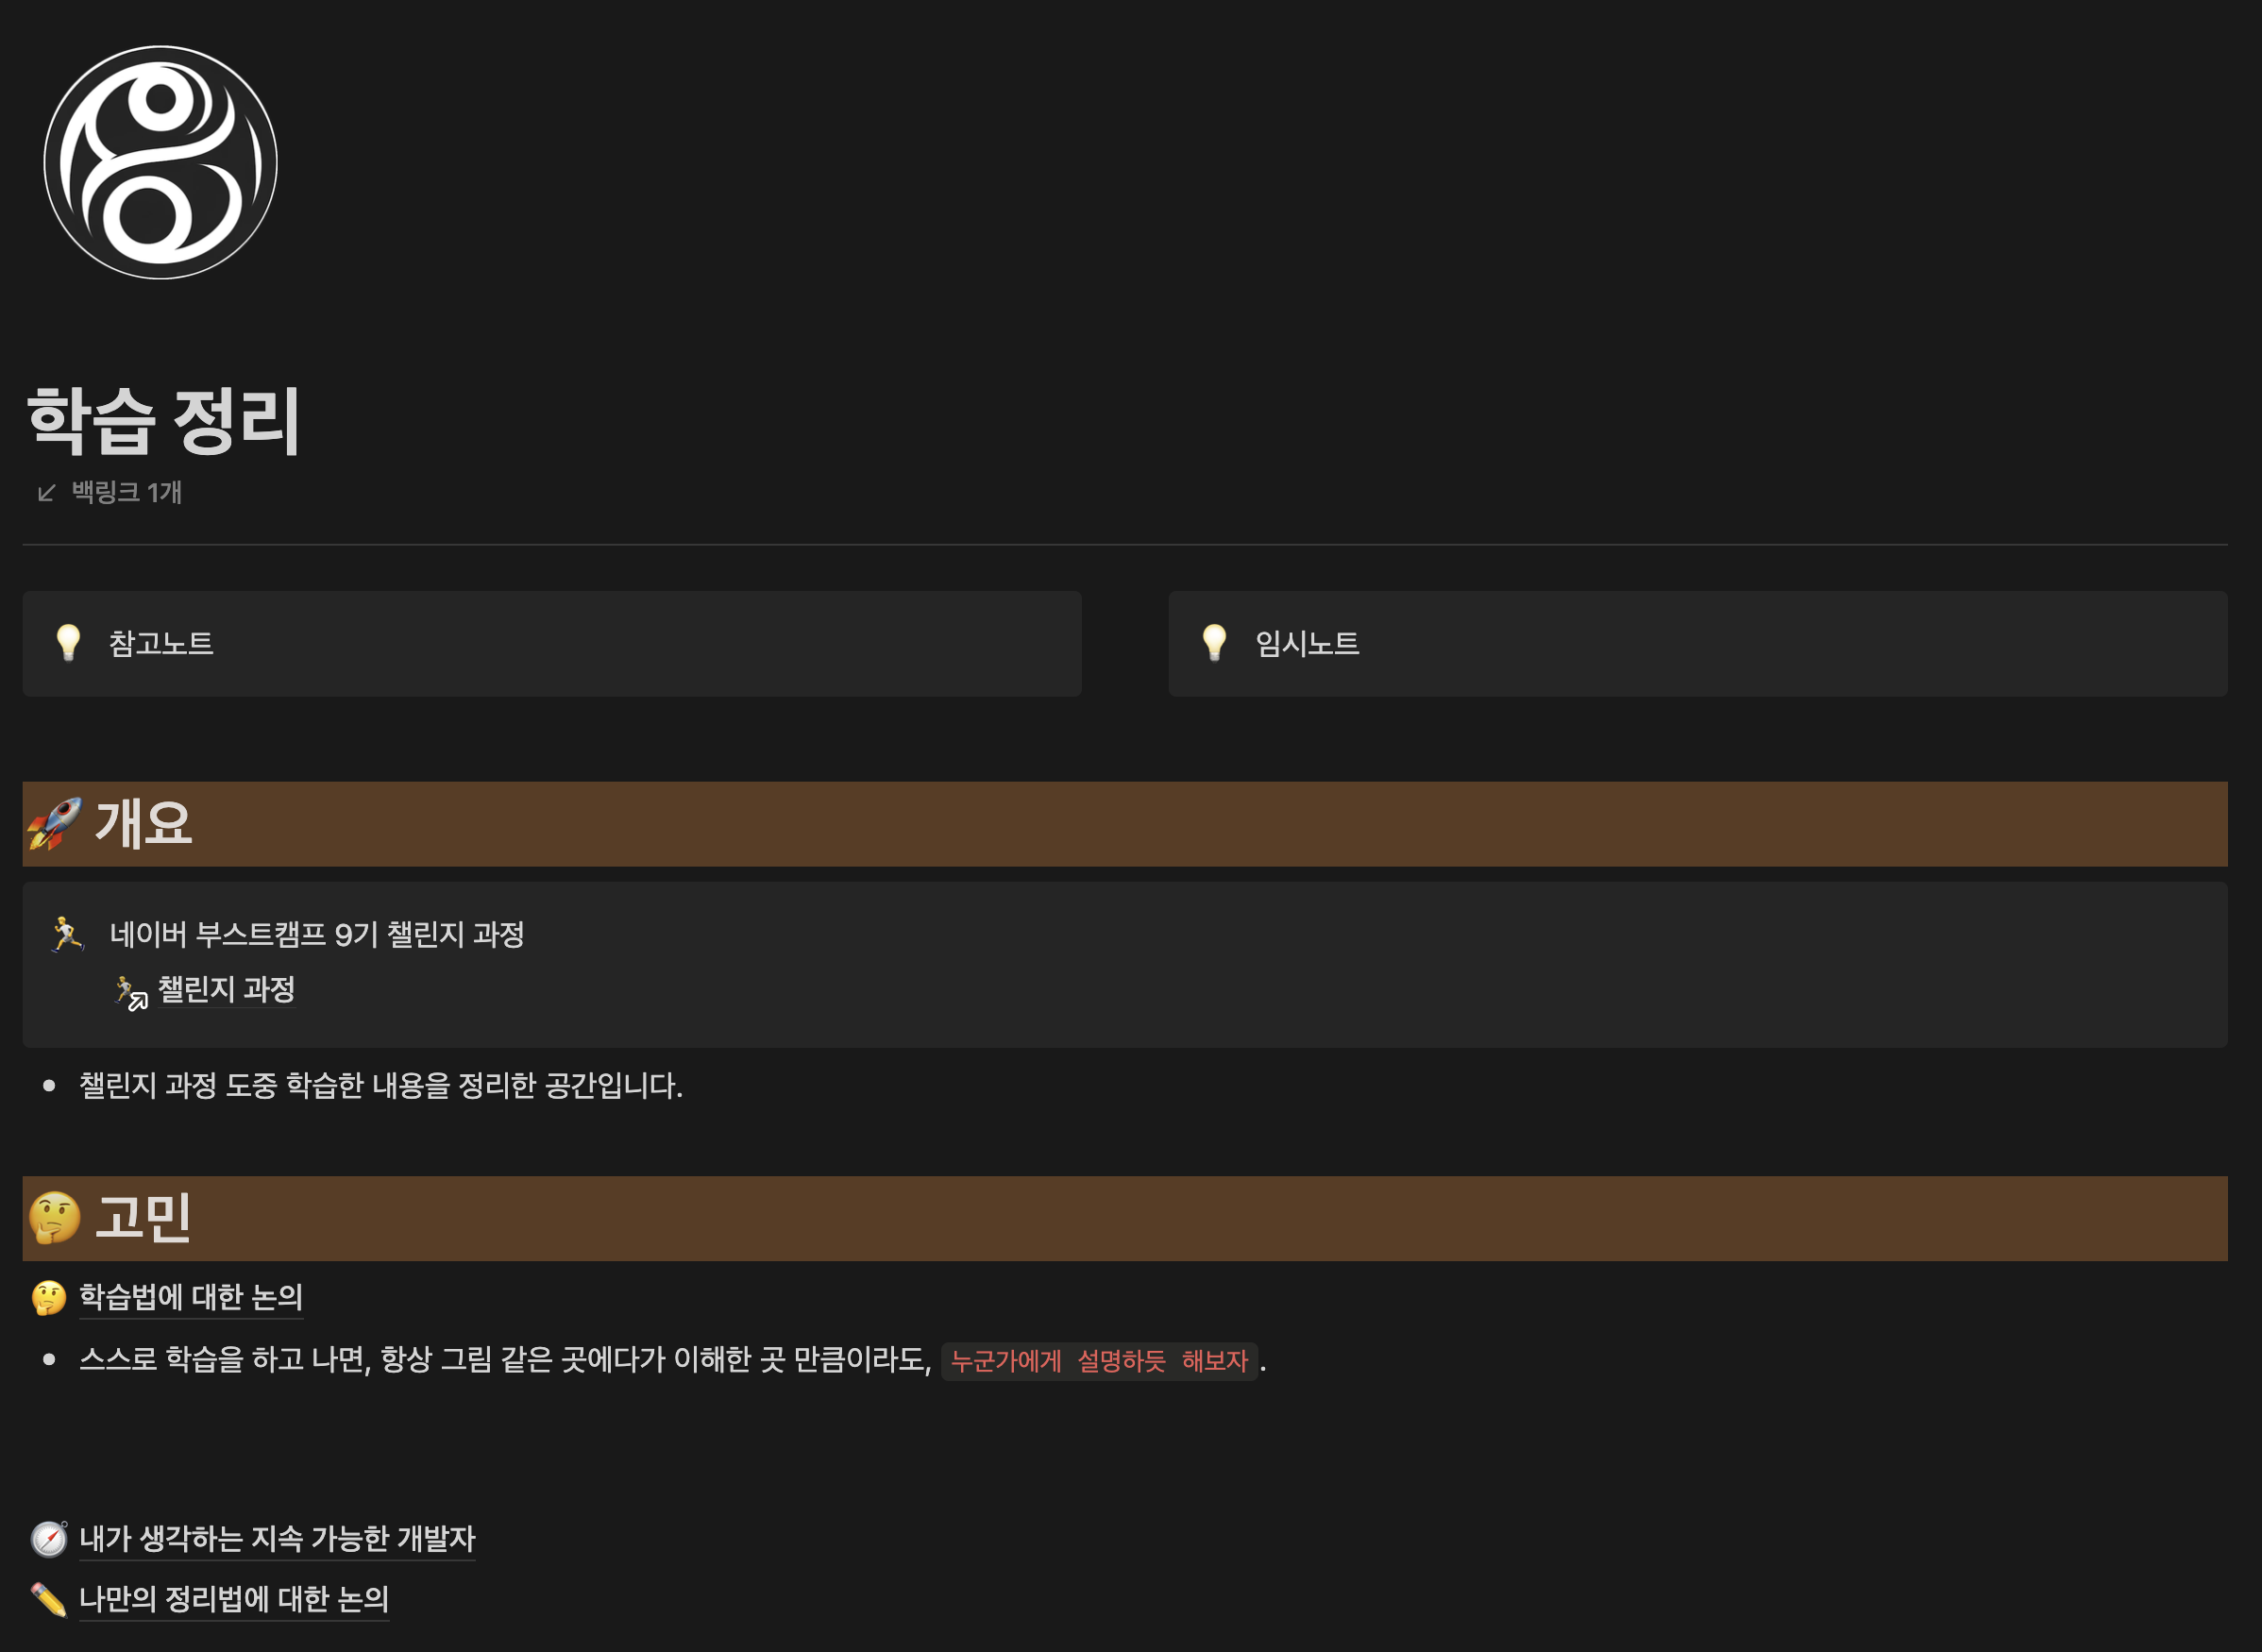 학습 정리
백링크 1개
참고노트
임시노트
개요
네이버 부스트캠프 9기 챌린지 과정
챌린지 과정
챌린지 과정 도중 학습한 내용을 정리한 공간입니다.
고민
학습법에 대한 논의
스스로 학습을 하고 나면, 항상 그림 같은 곳에다가 이해한 곳 만큼이라도, 누군가에게 설명하듯 해보자.
내가 생각하는 지속 가능한 개발자
나만의 정리법에 대한 논의